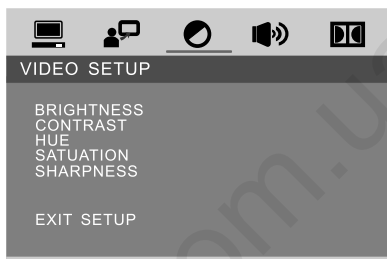 VIDEO SETUP
BRIGHTNESS
CONTRAST
HUE
SATUATION
SHARPNESS
EXIT SETUP